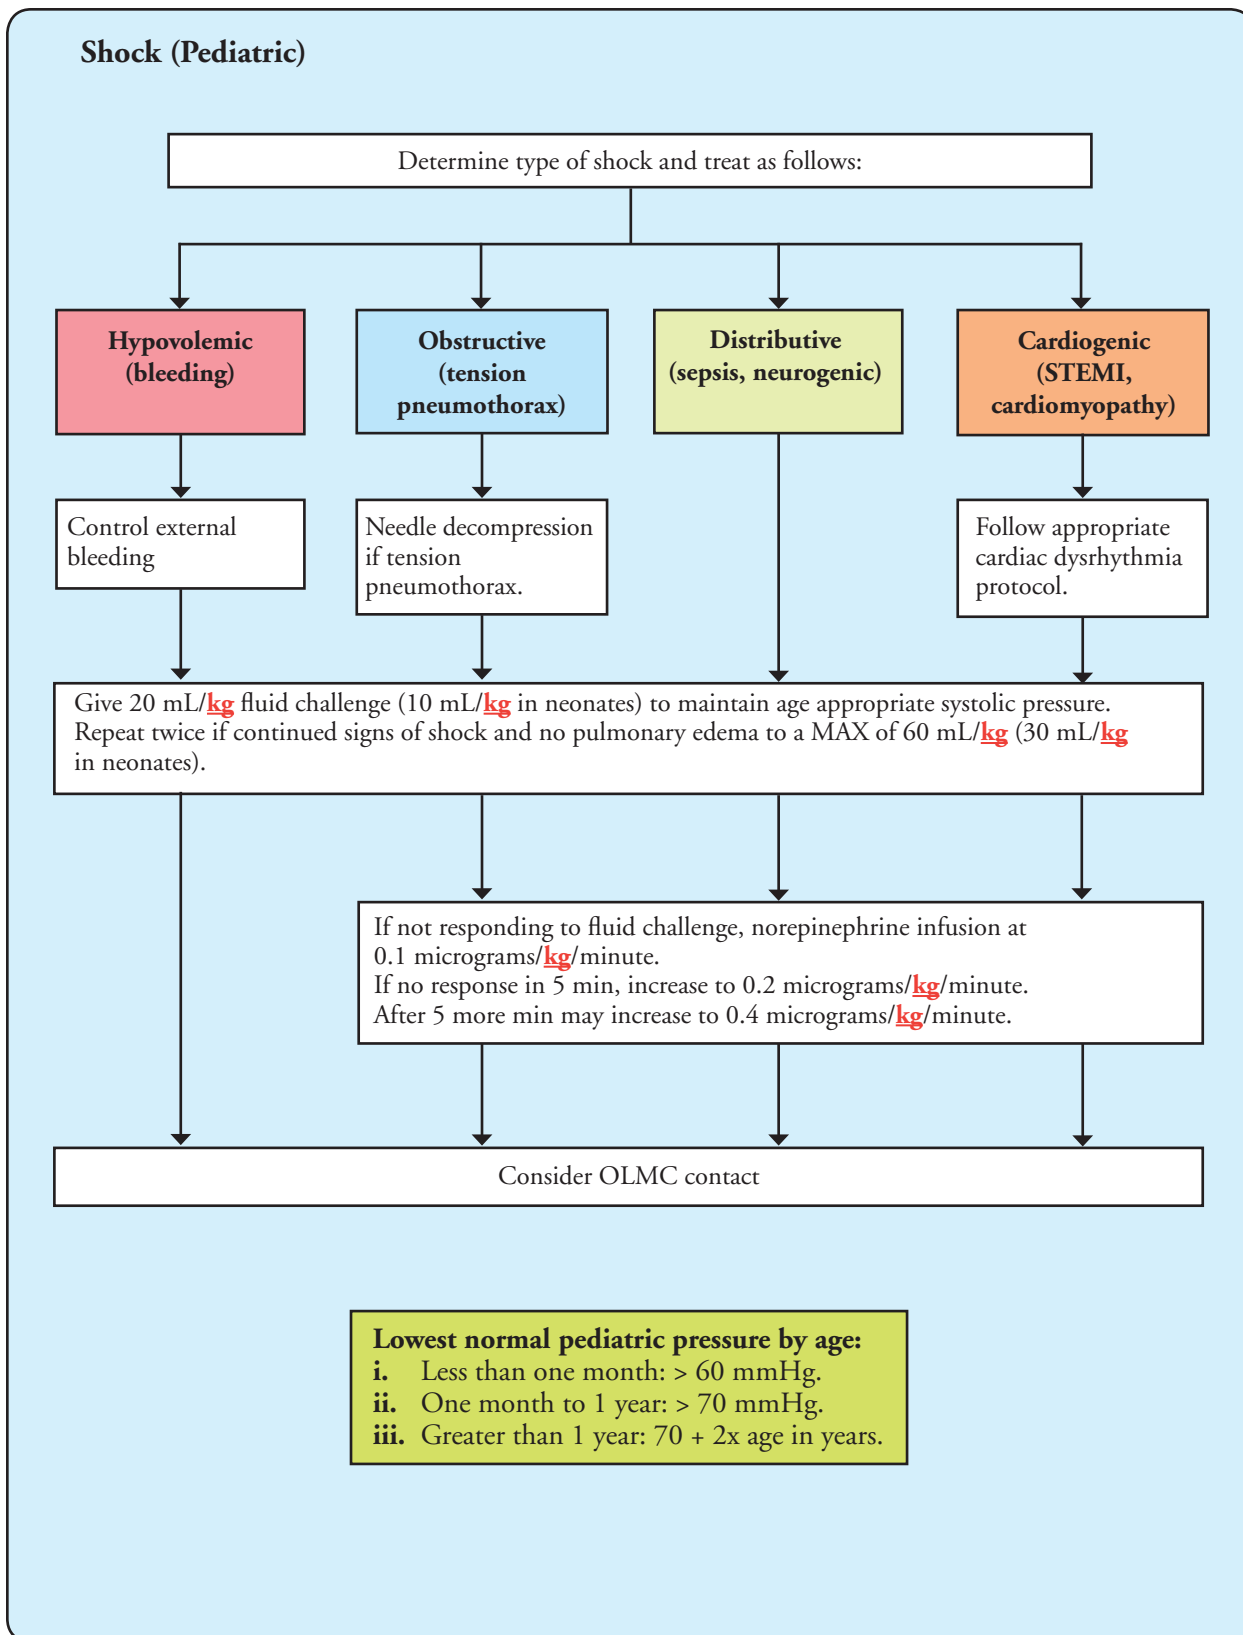 Shock (Pediatric)
Determine type of shock and treat as follows:
Hypovolemic
(bleeding)
Obstructive
(tension
pneumothorax)
Distributive
(sepsis, neurogenic)
Cardiogenic
(STEMI,
cardiomyopathy)
Control external
bleeding
Needle decompression
if tension
pneumothorax.
Follow appropriate
cardiac dysrhythmia
protocol.
Give 20 mL/kg fluid challenge (10 mL/kg in neonates) to maintain age appropriate systolic pressure.
Repeat twice if continued signs of shock and no pulmonary edema to a MAX of 60 mL/kg (30 mL/kg
in neonates).
If not responding to fluid challenge, norepinephrine infusion at
0.1 micrograms/kg/minute.
If no response in 5 min, increase to 0.2 micrograms/kg/minute.
After 5 more min may increase to 0.4 micrograms/kg/minute.
Consider OLMC contact
Lowest normal pediatric pressure by age:
i. Less than one month: > 60 mmHg.
ii. One month to 1 year: > 70 mmHg.
iii. Greater than 1 year: 70 + 2x age in years.